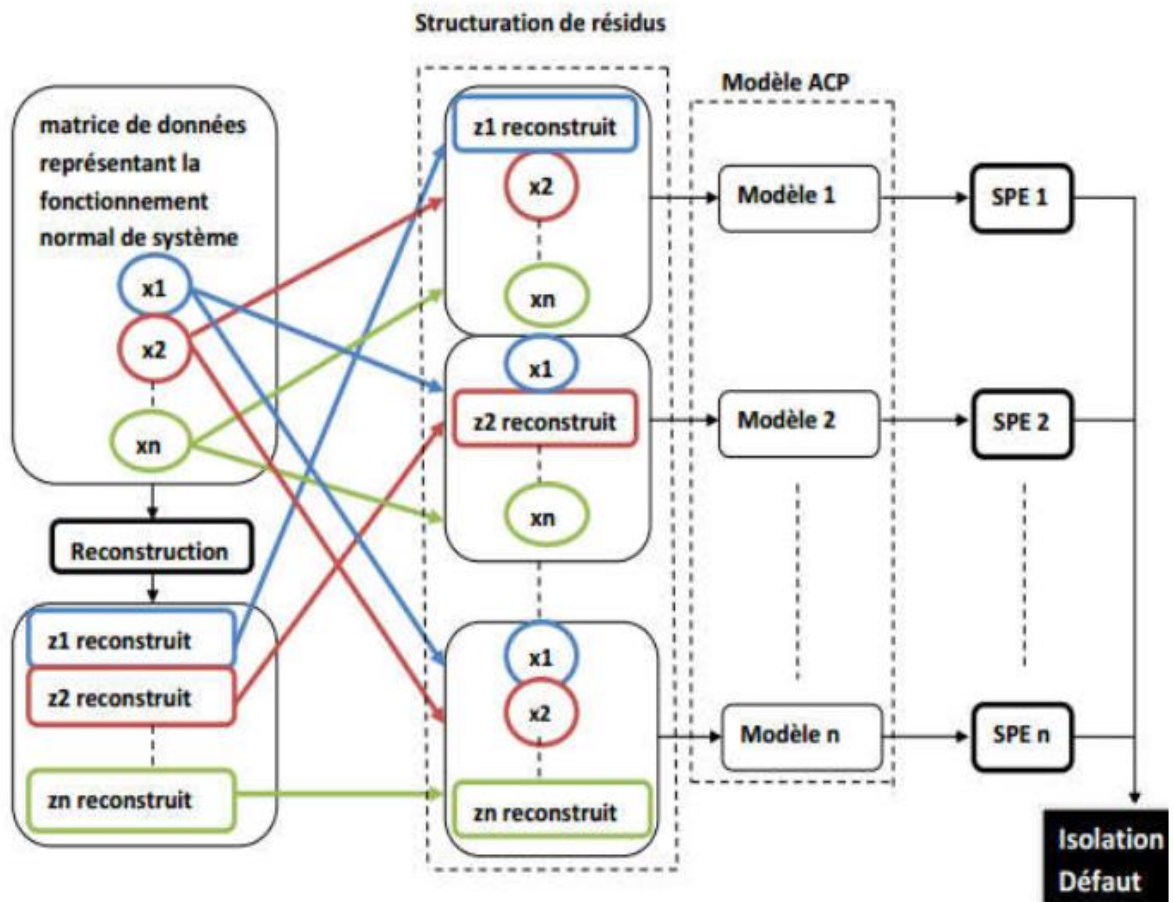 Structuration de résidus
matrice de données
représentant la
fonctionnement
normal de système
x1
x2
xn
Reconstruction
z1 reconstruit
z2 reconstruit
zn reconstruit
z1 reconstruit
x2
xn
x1
z2 reconstruit
xn
x1
x2
zn reconstruit
Modèle ACP
Modèle 1
Modèle 2
Modèle n
SPE 1
SPE 2
SPE n
Isolation
Défaut